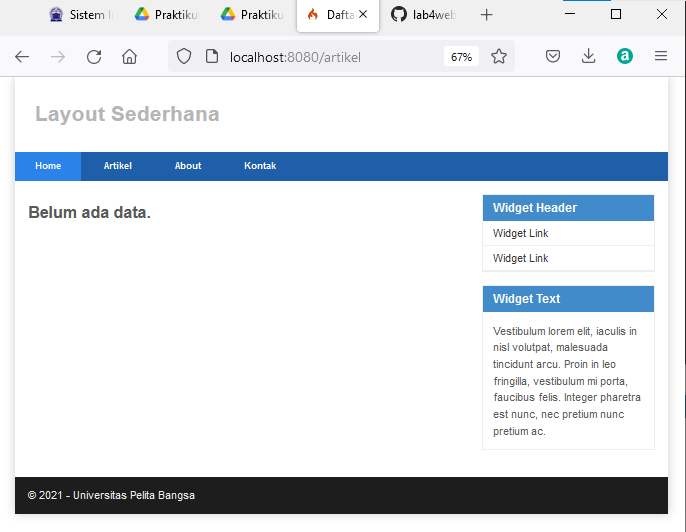 Sistem I
Praktiku
Praktiku
Dafta
lab4web
localhost:8080/artikel
67%
a
Layout Sederhana
Home
Artikel
About
Kontak
Belum ada data.
Widget Header
Widget Link
Widget Link
Widget Text
Vestibulum lorem elit, iaculis in
nisl volutpat, malesuada
tincidunt arcu. Proin in leo
fringilla, vestibulum mi porta,
faucibus felis. Integer pharetra
est nunc, nec pretium nunc
pretium ac.
© 2021 - Universitas Pelita Bangsa